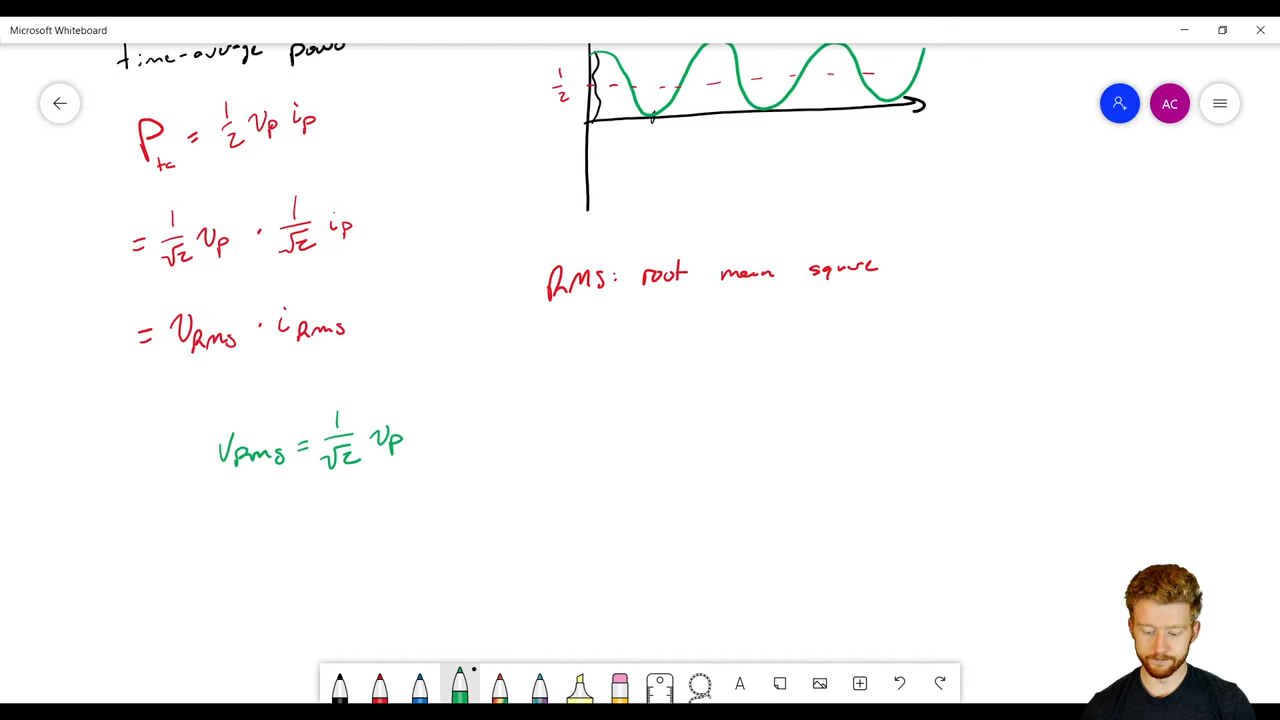 Microsoft Whiteboard
time-average power
P_ta = 1/2 v_p i_p
= 1/√2 v_p · 1/√2 i_p
= v_RMS · i_RMS
v_RMS = 1/√2 v_p
1/2
RMS: root mean square
AC
A